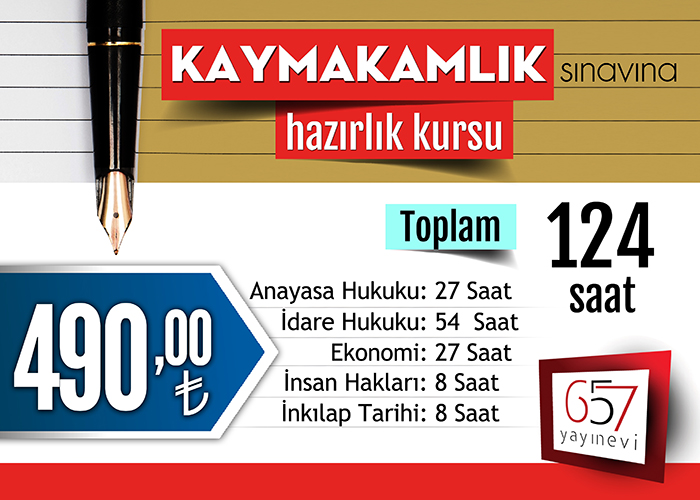 KAYMAKAMLIK sınavına
hazırlık kursu
Toplam 124
saat
Anayasa Hukuku: 27 Saat
İdare Hukuku: 54 Saat
Ekonomi: 27 Saat
İnsan Hakları: 8 Saat
İnkılap Tarihi: 8 Saat
490,00
₺
657
yayınevi